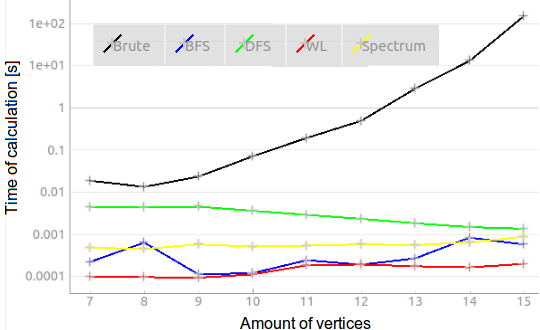 1e+02
Brute BFS DFS WL Spectrum
1e+01
1
0.1
0.01
0.001
0.0001
Time of calculation [s]
7 8 9 10 11 12 13 14 15
Amount of vertices